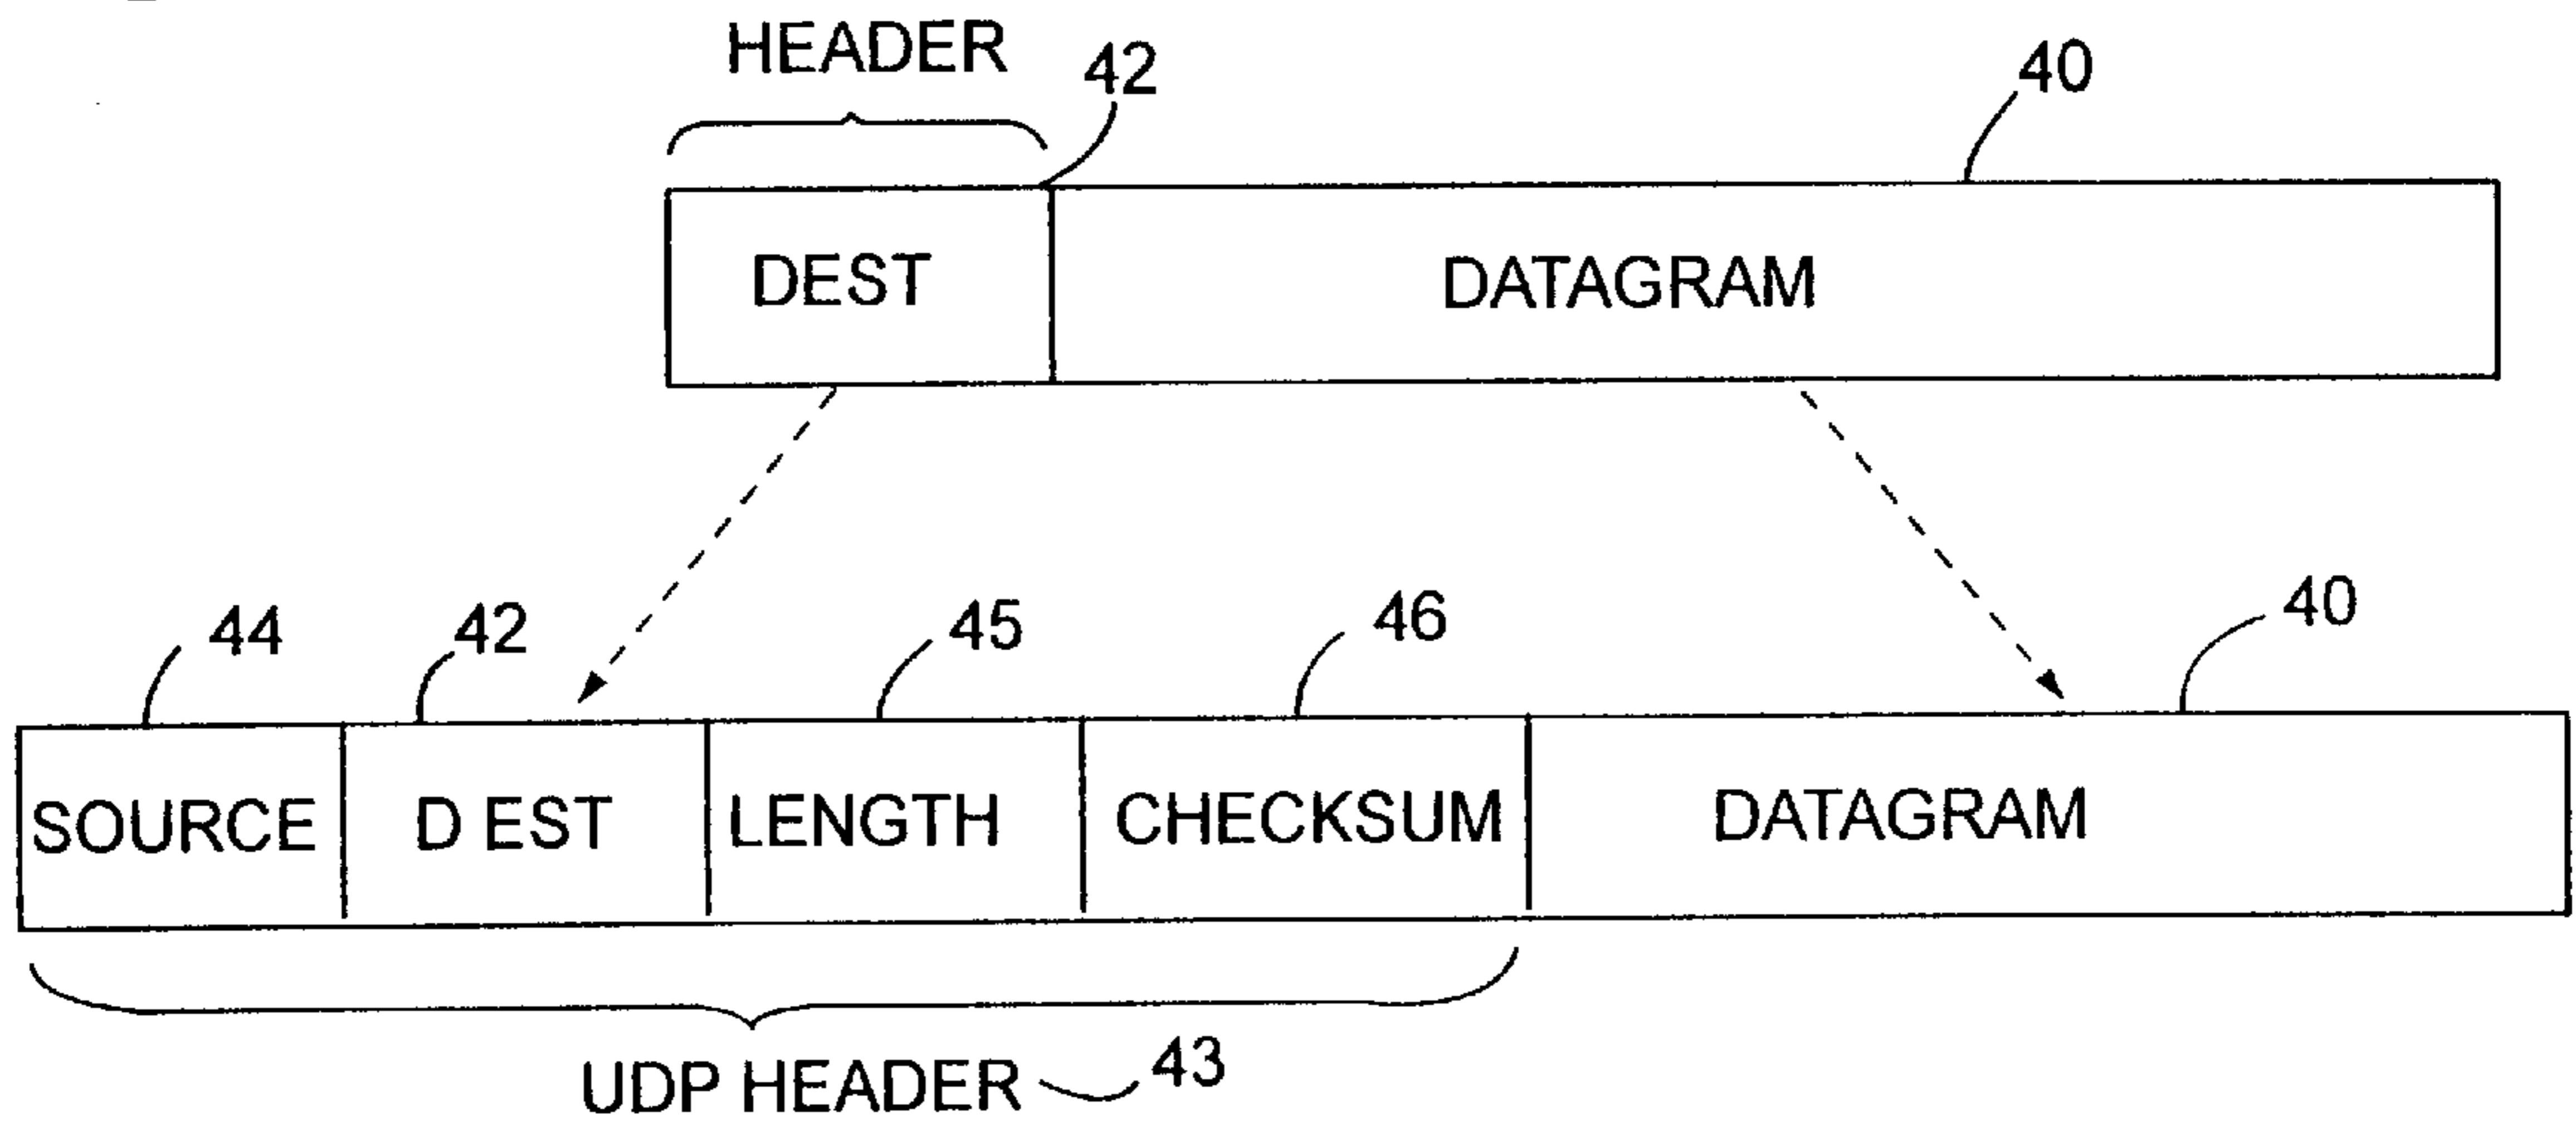 HEADER
42
40
DEST
DATAGRAM
44
42
45
46
40
SOURCE
D EST
LENGTH
CHECKSUM
DATAGRAM
UDP HEADER
43